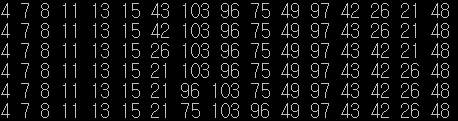 4 7 8 11 13 15 43 103 96 75 49 97 42 26 21 48
4 7 8 11 13 15 42 103 96 75 49 97 43 26 21 48
4 7 8 11 13 15 26 103 96 75 49 97 43 42 21 48
4 7 8 11 13 15 21 103 96 75 49 97 43 42 26 48
4 7 8 11 13 15 21 96 103 75 49 97 43 42 26 48
4 7 8 11 13 15 21 75 103 96 49 97 43 42 26 48